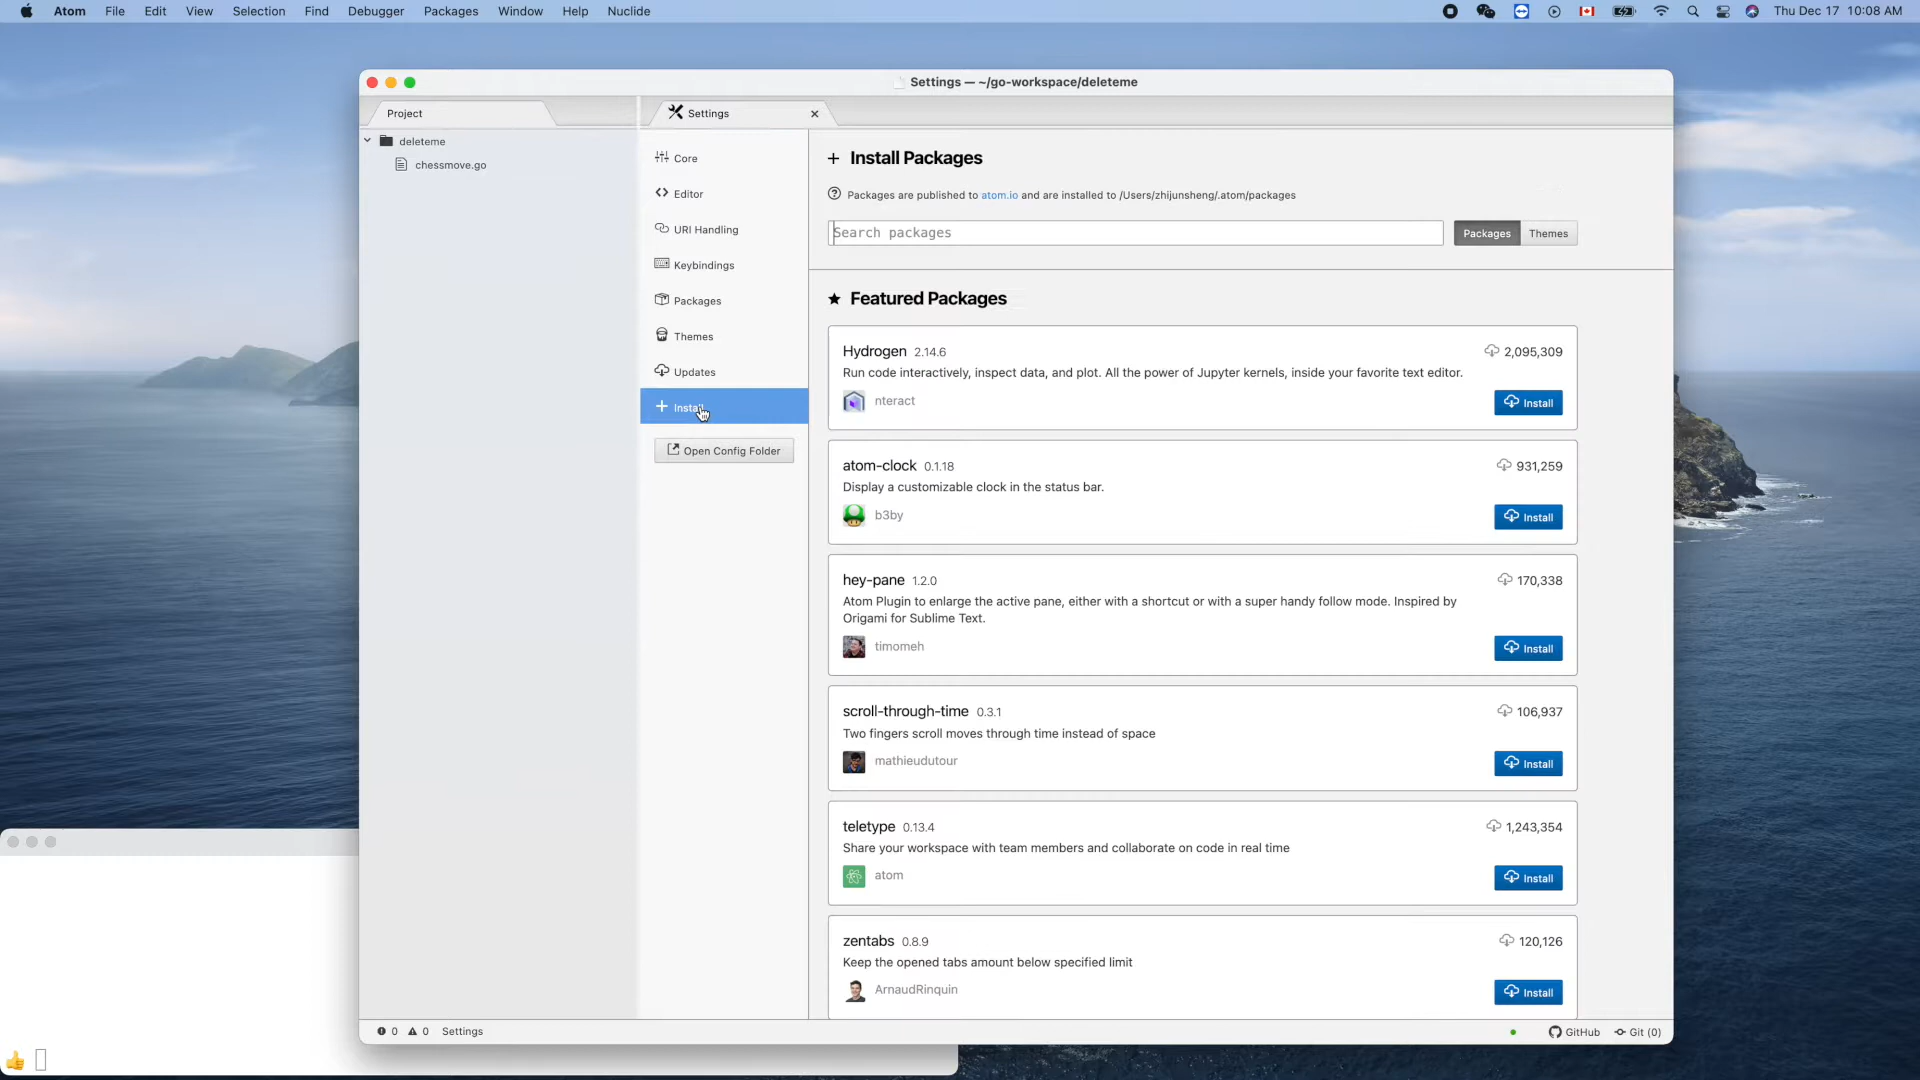 Atom File Edit View Selection Find Debugger Packages Window Help Nuclide
Thu Dec 17 10:08 AM
Settings — ~/go-workspace/deleteme
Project
Settings
deleteme
chessmove.go
Core
Editor
URI Handling
Keybindings
Packages
Themes
Updates
Install
Open Config Folder
Install Packages
Packages are published to atom.io and are installed to /Users/zhijunsheng/.atom/packages
Search packages
Packages Themes
Featured Packages
Hydrogen 2.14.6 2,095,309
Run code interactively, inspect data, and plot. All the power of Jupyter kernels, inside your favorite text editor.
nteract Install
atom-clock 0.1.18 931,259
Display a customizable clock in the status bar.
b3by Install
hey-pane 1.2.0 170,338
Atom Plugin to enlarge the active pane, either with a shortcut or with a super handy follow mode. Inspired by
Origami for Sublime Text.
timomeh Install
scroll-through-time 0.3.1 106,937
Two fingers scroll moves through time instead of space
mathieudutour Install
teletype 0.13.4 1,243,354
Share your workspace with team members and collaborate on code in real time
atom Install
zentabs 0.8.9 120,126
Keep the opened tabs amount below specified limit
ArnaudRinquin Install
0 0 Settings
GitHub Git (0)